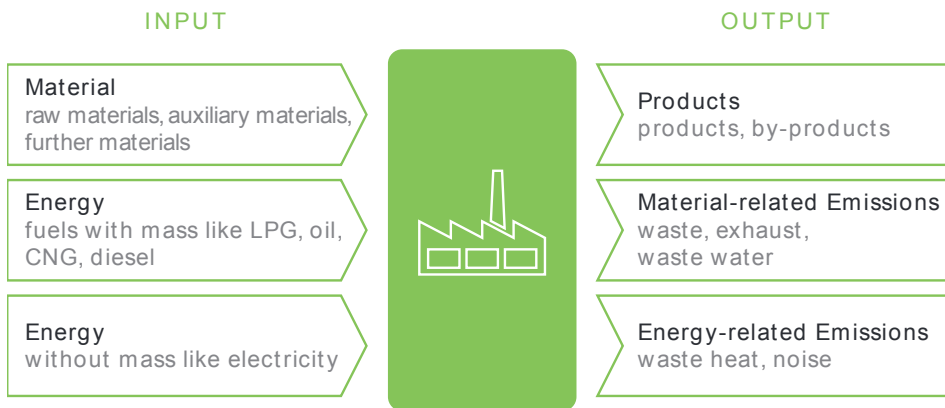 INPUT
OUTPUT
Material
raw materials, auxiliary materials,
further materials
Energy
fuels with mass like LPG, oil,
CNG, diesel
Energy
without mass like electricity
Products
products, by-products
Material-related Emissions
waste, exhaust,
waste water
Energy-related Emissions
waste heat, noise